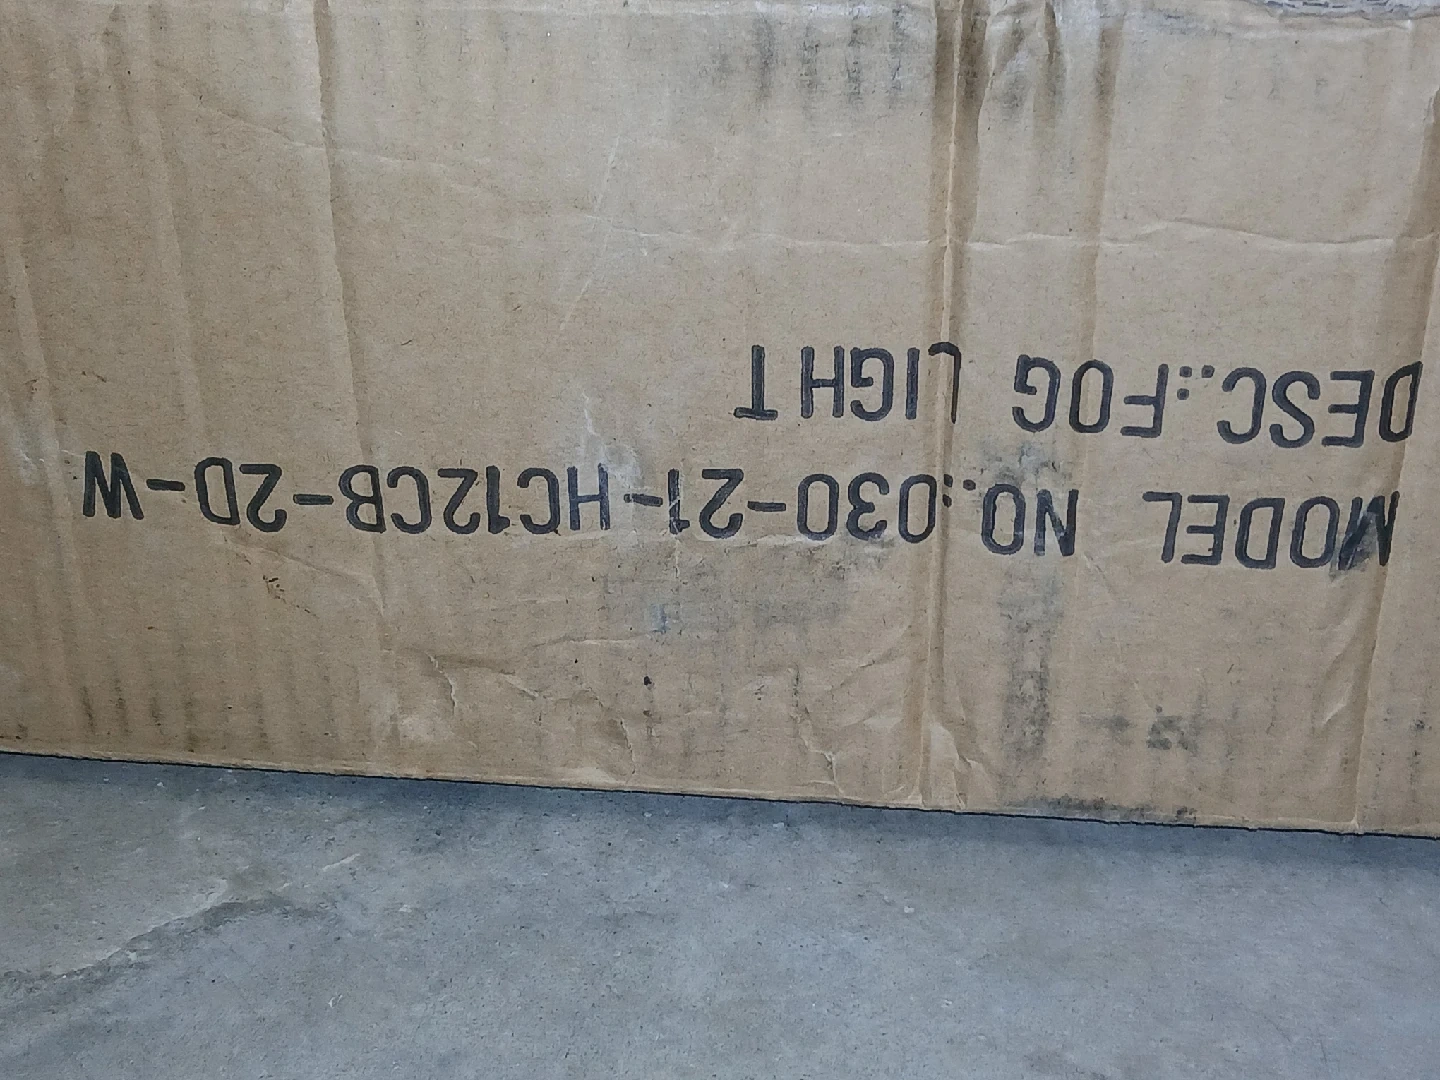 MODEL NO.:030-21-HC12CB-2D-W
DESC.:FOG LIGHT